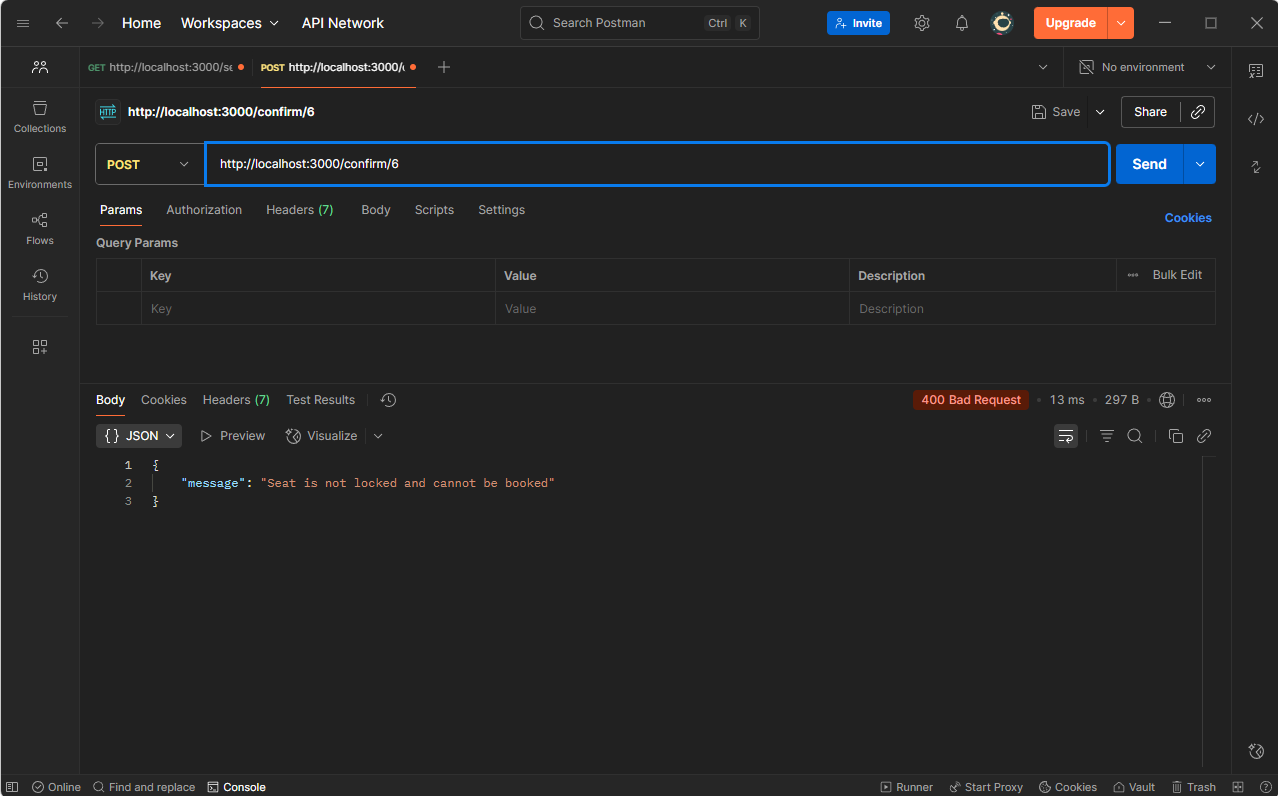 Home Workspaces API Network Search Postman Ctrl K Invite Upgrade
GET http://localhost:3000/se POST http://localhost:3000/c No environment
HTTP http://localhost:3000/confirm/6 Save Share
Collections
POST http://localhost:3000/confirm/6 Send
Environments
Params Authorization Headers (7) Body Scripts Settings Cookies
Flows
Query Params
Key Value Description Bulk Edit
History
Key Value Description
Body Cookies Headers (7) Test Results 400 Bad Request 13 ms 297 B
{} JSON Preview Visualize
1 {
2 "message": "Seat is not locked and cannot be booked"
3 }
Online Find and replace Console Runner Start Proxy Cookies Vault Trash